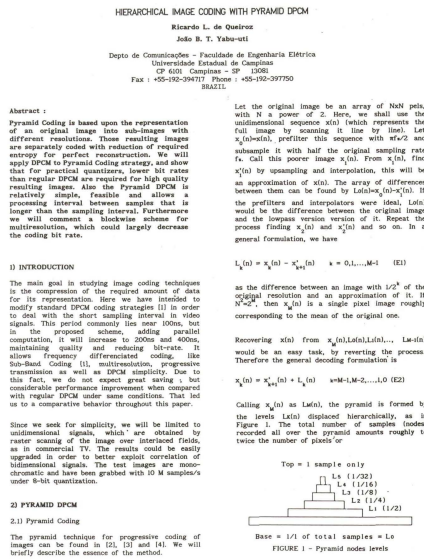 HIERARCHICAL IMAGE CODING WITH PYRAMID DPCM
Ricardo L. de Queiroz
João B. T. Yabu-uti
Depto de Comunicações - Faculdade de Engenharia Elétrica
Universidade Estadual de Campinas
CP 6101 Campinas - SP 13081
Fax : +55-192-394717 Phone : +55-192-397750
BRAZIL
Abstract :
Pyramid Coding is based upon the representation
of an original image into sub-images with
different resolutions. Those resulting images
are separately coded with reduction of required
entropy for perfect reconstruction. We will
apply DPCM to Pyramid Coding strategy, and show
that for practical quantizers, lower bit rates
than regular DPCM are required for high quality
resulting images. Also the Pyramid DPCM is
relatively simple, feasible and allows a
processing interval between samples that is
longer than the sampling interval. Furthermore
we will comment a blockwise scheme for
multiresolution, which could largely decrease
the coding bit rate.
1) INTRODUCTION
The main goal in studying image coding techniques
is the compression of the required amount of data
for its representation. Here we have intended to
modify standard DPCM coding strategies [1] in order
to deal with the short sampling interval in video
signals. This period commonly lies near 100ns, but
in the proposed scheme, adding parallel
computation, it will increase to 200ns and 400ns,
maintaining quality and reducing bit-rate. It
allows frequency differenciated coding, like
Sub-Band Coding [1], multiresolution, progressive
transmission as well as DPCM simplicity. Due to
this fact, we do not expect great saving ; but
considerable performance improvement when compared
with regular DPCM under same conditions. That led
us to a comparative behavior throughout this paper.
Since we seek for simplicity, we will be limited to
unidimensional signals, which are obtained by
raster scannig of the image over interlaced fields,
as in commercial TV. The results could be easily
upgraded in order to better exploit correlation of
bidimensional signals. The test images are mono-
chromatic and have been grabbed with 10 M samples/s
under 8-bit quantization.
2) PYRAMID DPCM
2.1) Pyramid Coding
The pyramid technique for progressive coding of
images can be found in [2], [3] and [4]. We will
briefly describe the essence of the method.
Let the original image be an array of NxN pels,
with N a power of 2. Here, we shall use the
unidimensional sequence x(n) (which represents the
full image by scanning it line by line). Let
x₀(n)=x(n), prefilter this sequence with πfs/2 and
subsample it with half the original sampling rate
fs. Call this poorer image x₁(n). From x₁(n), find
x'₁(n) by upsampling and interpolation, this will be
an approximation of x(n). The array of differences
between them can be found by Lo(n)=x₀(n)-x'₁(n). If
the prefilters and interpolators were ideal, Lo(n)
would be the difference between the original image
and the lowpass version of it. Repeat the
process finding x₂(n) and x'₂(n) and so on. In a
general formulation, we have
Lₖ(n) = xₖ(n) - x'ₖ₊₁(n) k = 0,1,...,M-1 (E1)
as the difference between an image with 1/2ᵏ of the
original resolution and an approximation of it. If
N²=2ᴹ, then x_M(n) is a single pixel image roughly
corresponding to the mean of the original one.
Recovering x(n) from x_M(n),Lo(n),L1(n),..., LM-1(n)
would be an easy task, by reverting the process.
Therefore the general decoding formulation is
xₖ(n) = x'ₖ₊₁(n) + Lₖ(n) k=M-1,M-2,...,1,0 (E2)
Calling x_M(n) as LM(n), the pyramid is formed by
the levels Lk(n) displaced hierarchically, as in
Figure 1. The total number of samples (nodes)
recorded all over the pyramid amounts roughly to
twice the number of pixels or
Top = 1 sample only
L5 (1/32)
L4 (1/16)
L3 (1/8)
L2 (1/4)
L1 (1/2)
Base = 1/1 of total samples = Lo
FIGURE 1 - Pyramid nodes levels